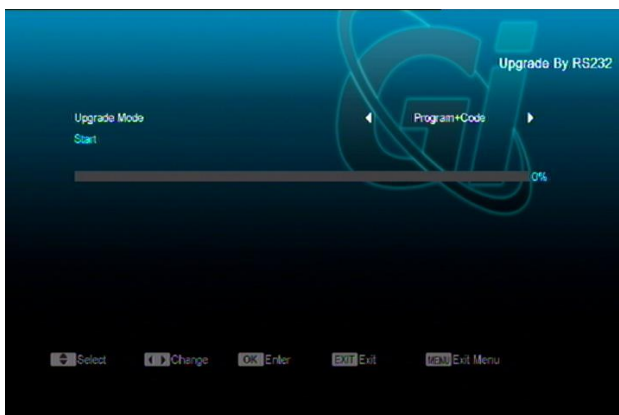 Upgrade By RS232
Upgrade Mode Program+Code
Start
0%
Select Change OK Enter EXIT Exit MENU Exit Menu